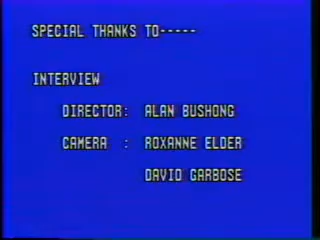 SPECIAL THANKS TO-----
INTERVIEW
DIRECTOR: ALAN BUSHONG
CAMERA : ROXANNE ELDER
DAVID GARBOSE